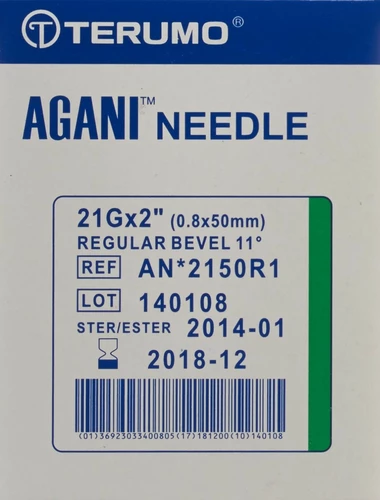 TERUMO®
AGANI™ NEEDLE
21Gx2" (0.8x50mm)
REGULAR BEVEL 11°
REF AN*2150R1
LOT 140108
STER/ESTER 2014-01
2018-12
(01)36923033400805(17)181200(10)140108